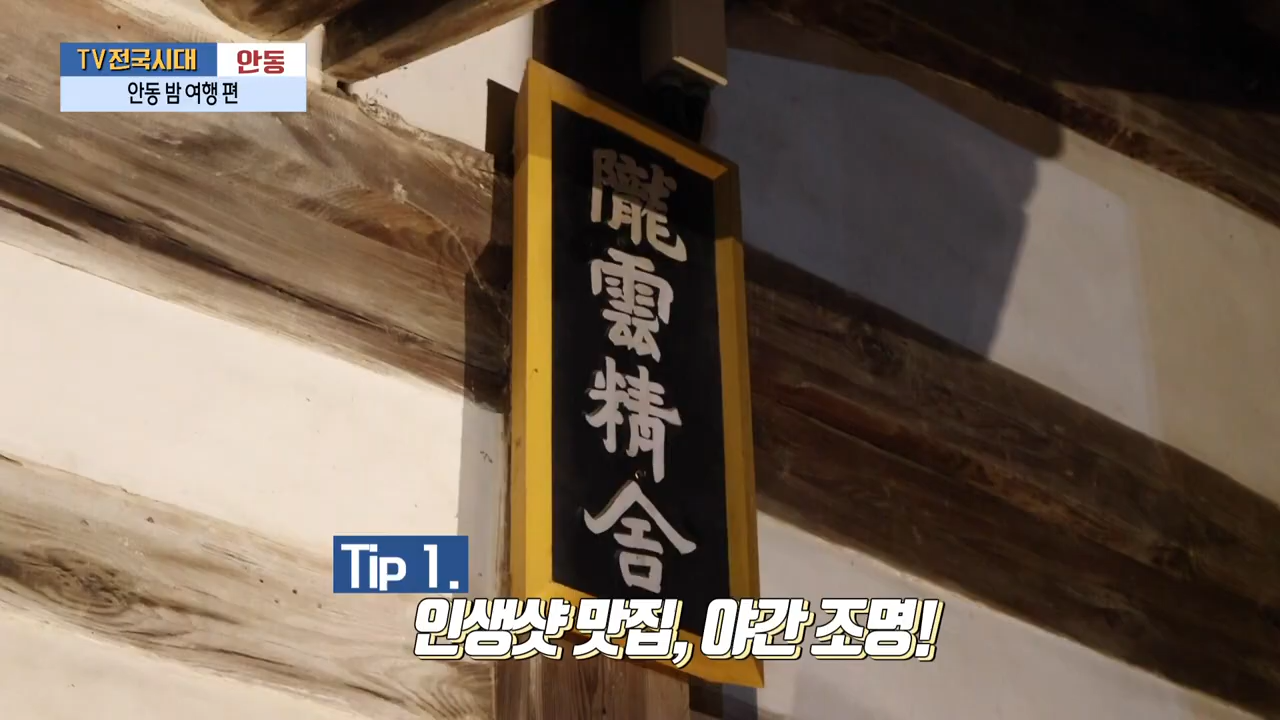 TV전국시대 안동
안동 밤 여행 편
隴雲精舍
Tip 1.
인생샷 맛집, 야간 조명!